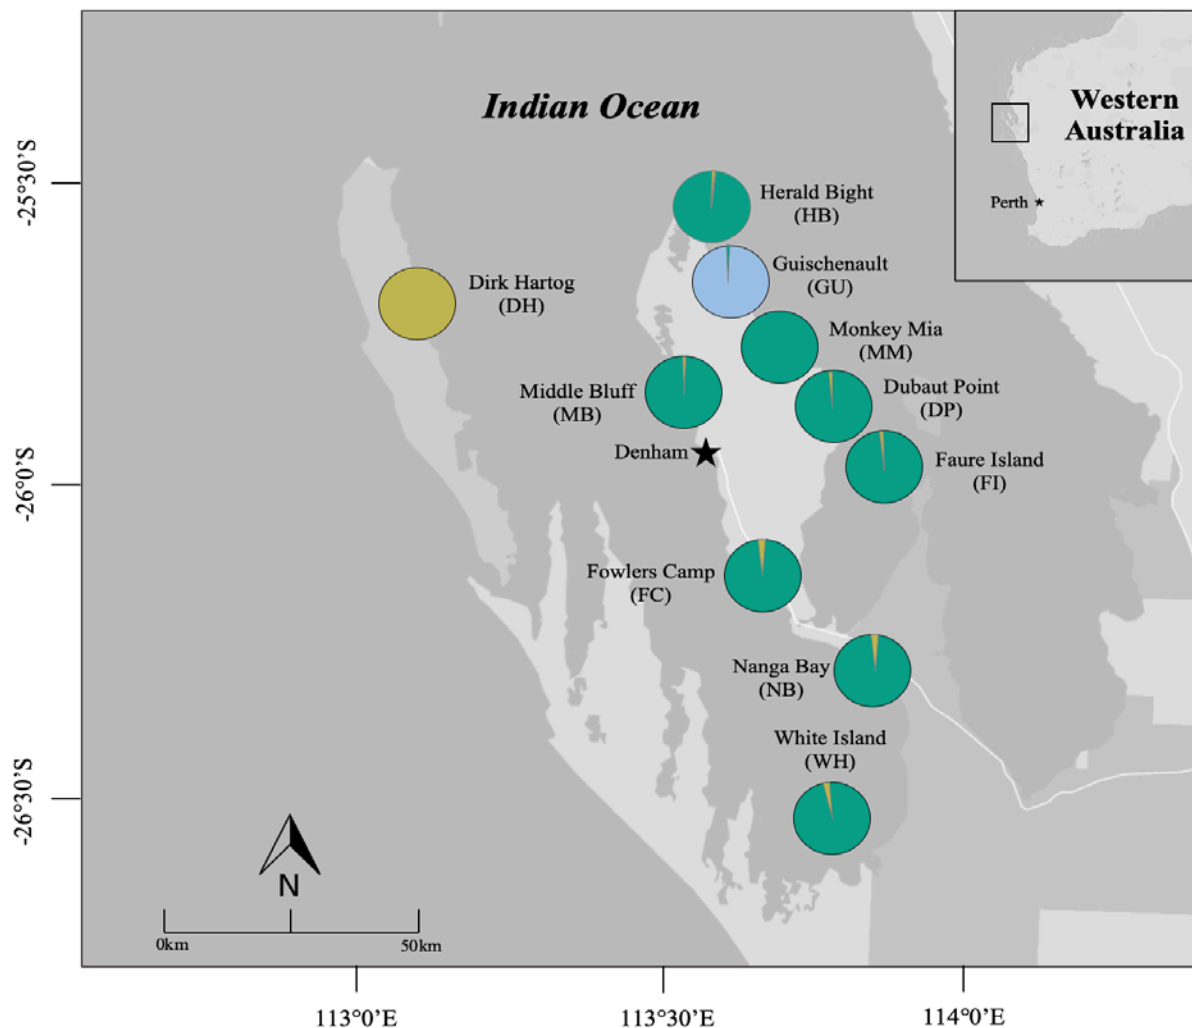 Indian Ocean
Western
Australia
Perth
-25°30'S
-26°0'S
-26°30'S
Herald Bight
(HB)
Guischenault
(GU)
Dirk Hartog
(DH)
Monkey Mia
(MM)
Middle Bluff
(MB)
Dubaut Point
(DP)
Denham
Faure Island
(FI)
Fowlers Camp
(FC)
Nanga Bay
(NB)
White Island
(WH)
N
0km
50km
113°0'E
113°30'E
114°0'E